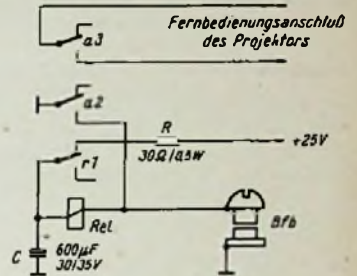 Fernbedienungsanschluß
des Projektors
a3
a2
R
30Ω/0,5W
+25V
r1
Rel
Bfb
C
600µF
30/35V